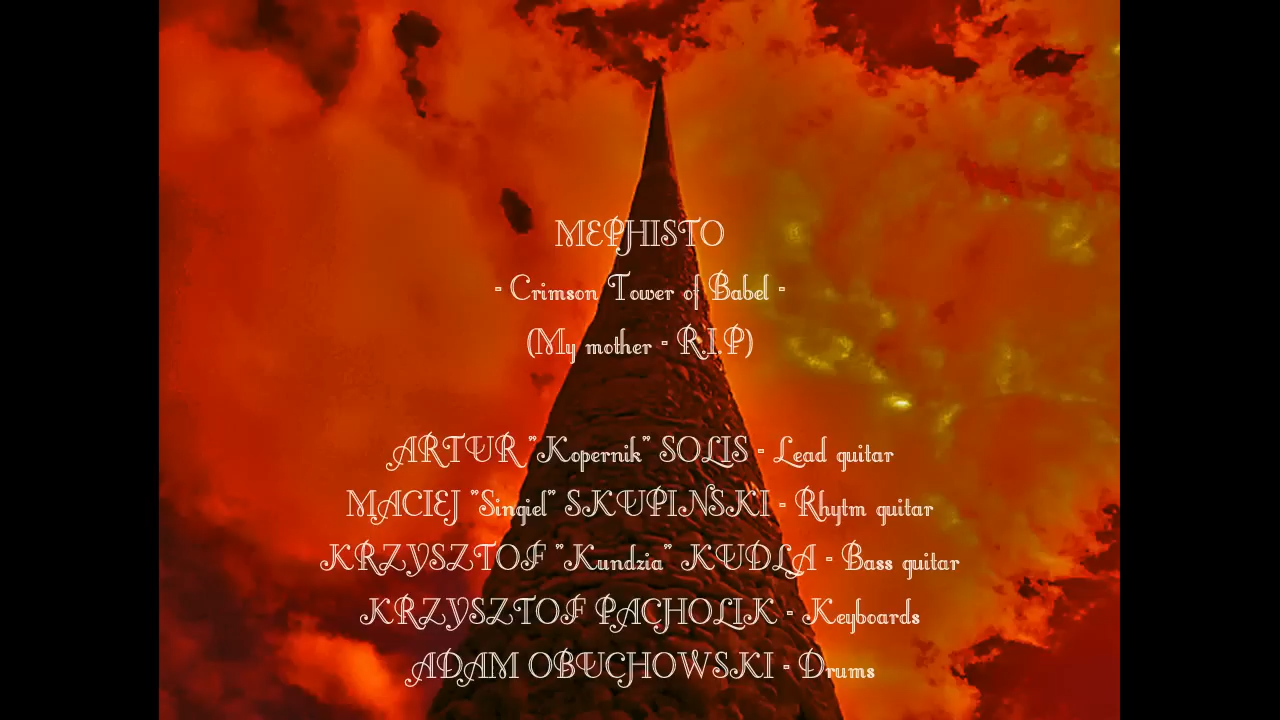 MEPHISTO
- Crimson Tower of Babel -
(My mother - R.I.P)
ARTUR "Kopernik" SOLIS - Lead guitar
MACIEJ "Singiel" SKUPIŃSKI - Rhytm guitar
KRZYSZTOF "Kundzia" KUDLA - Bass guitar
KRZYSZTOF PACHOLIK - Keyboards
ADAM OBUCHOWSKI - Drums